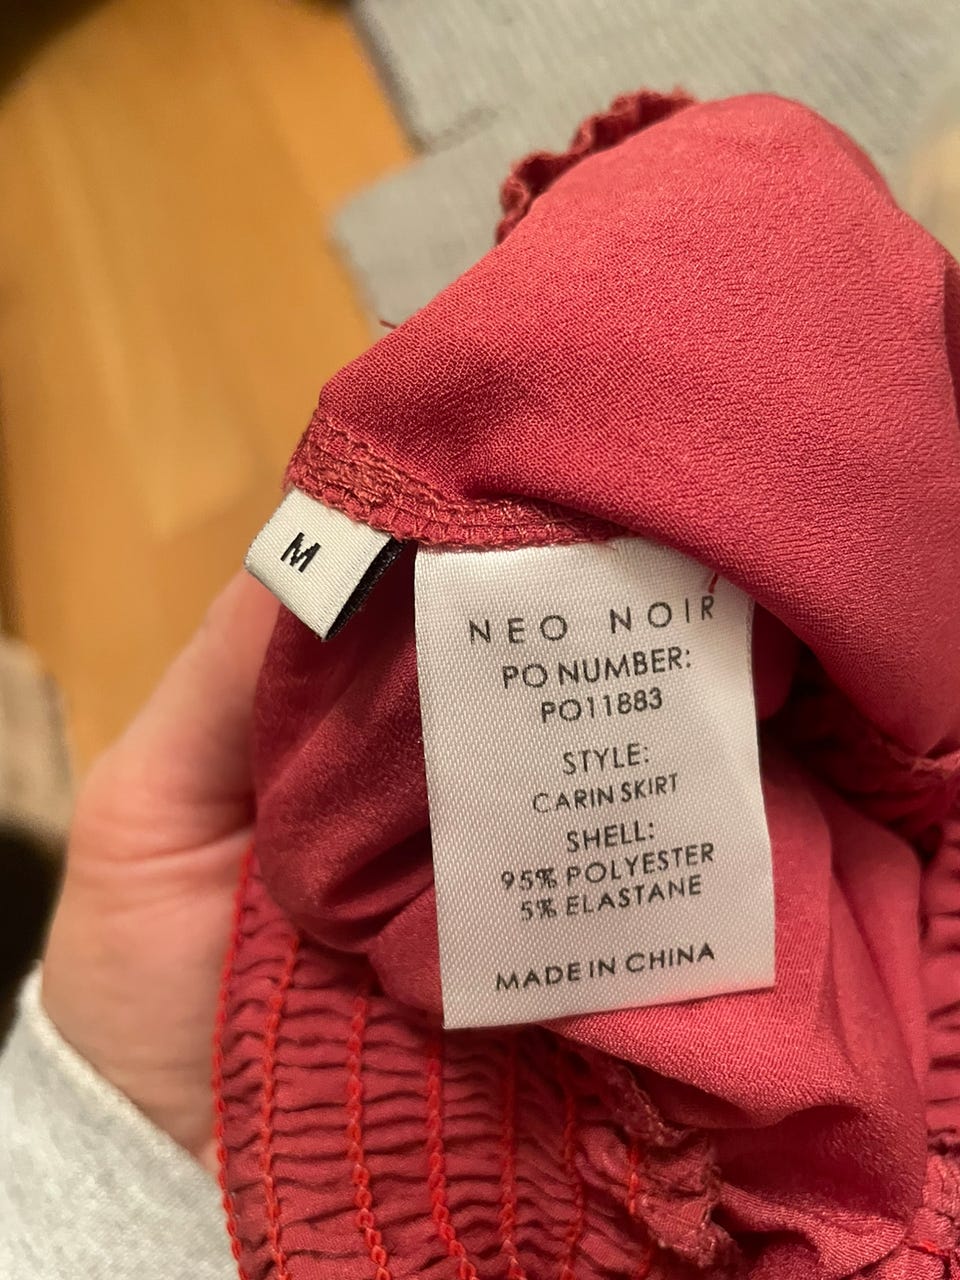 M
NEO NOIR
PO NUMBER:
PO11883
STYLE:
CARIN SKIRT
SHELL:
95% POLYESTER
5% ELASTANE
MADE IN CHINA